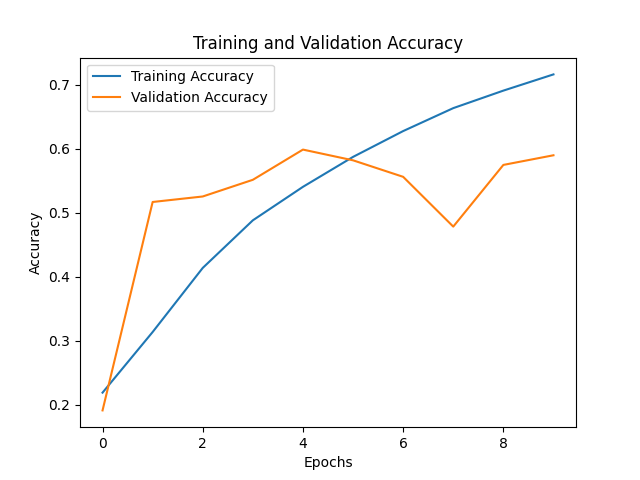 Training and Validation Accuracy
Training Accuracy
Validation Accuracy
0.7
0.6
0.5
0.4
0.3
0.2
Accuracy
0 2 4 6 8
Epochs